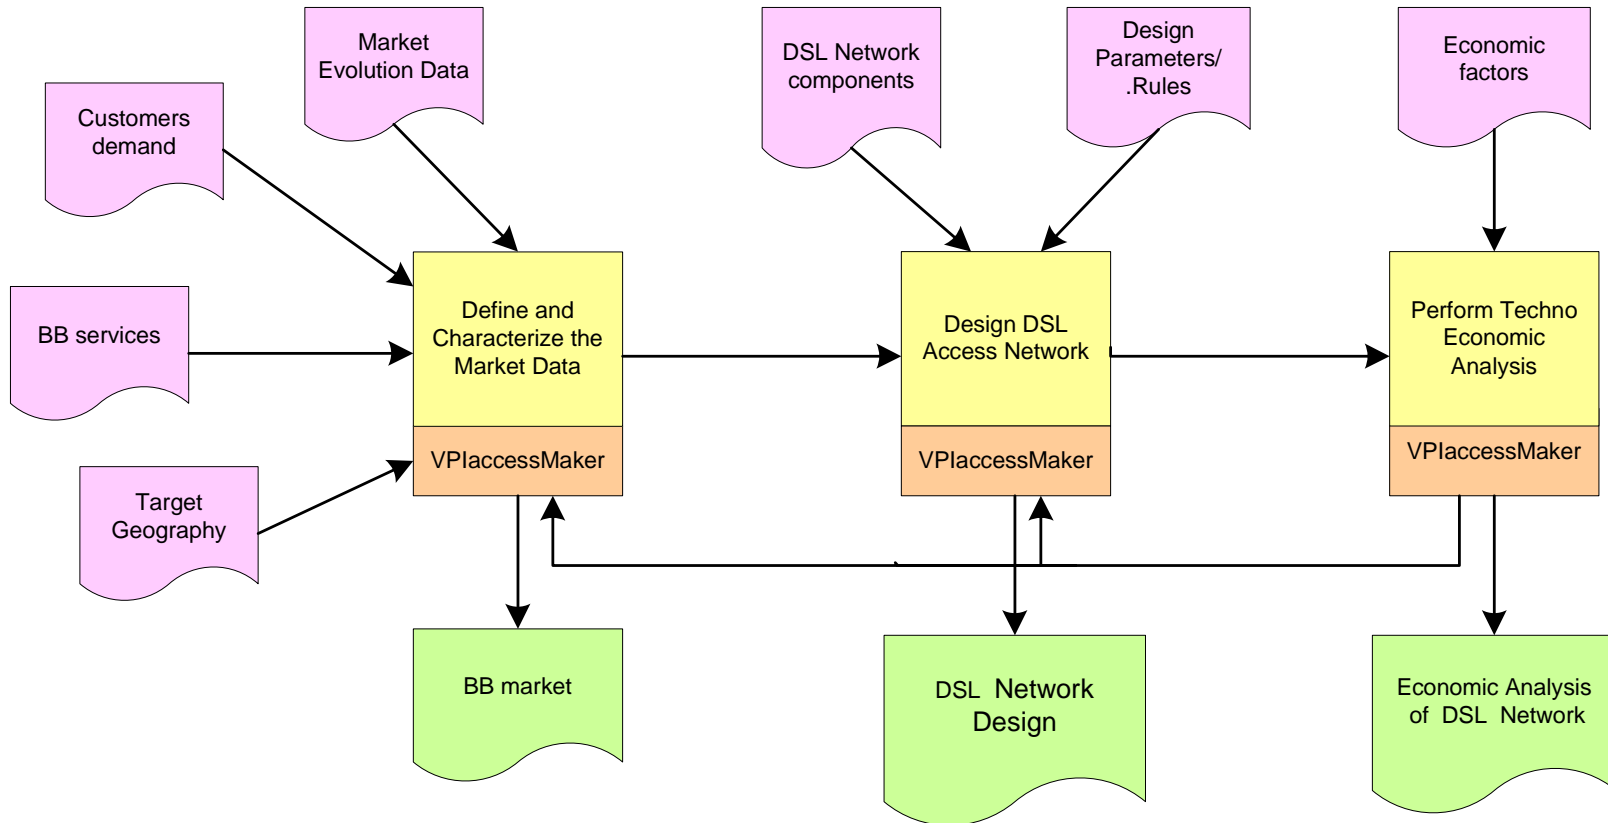 Market
Evolution Data
DSL Network
components
Design
Parameters/
.Rules
Economic
factors
Customers
demand
BB services
Target
Geography
Define and
Characterize the
Market Data
VPIaccessMaker
Design DSL
Access Network
VPIaccessMaker
Perform Techno
Economic
Analysis
VPIaccessMaker
BB market
DSL Network
Design
Economic Analysis
of DSL Network